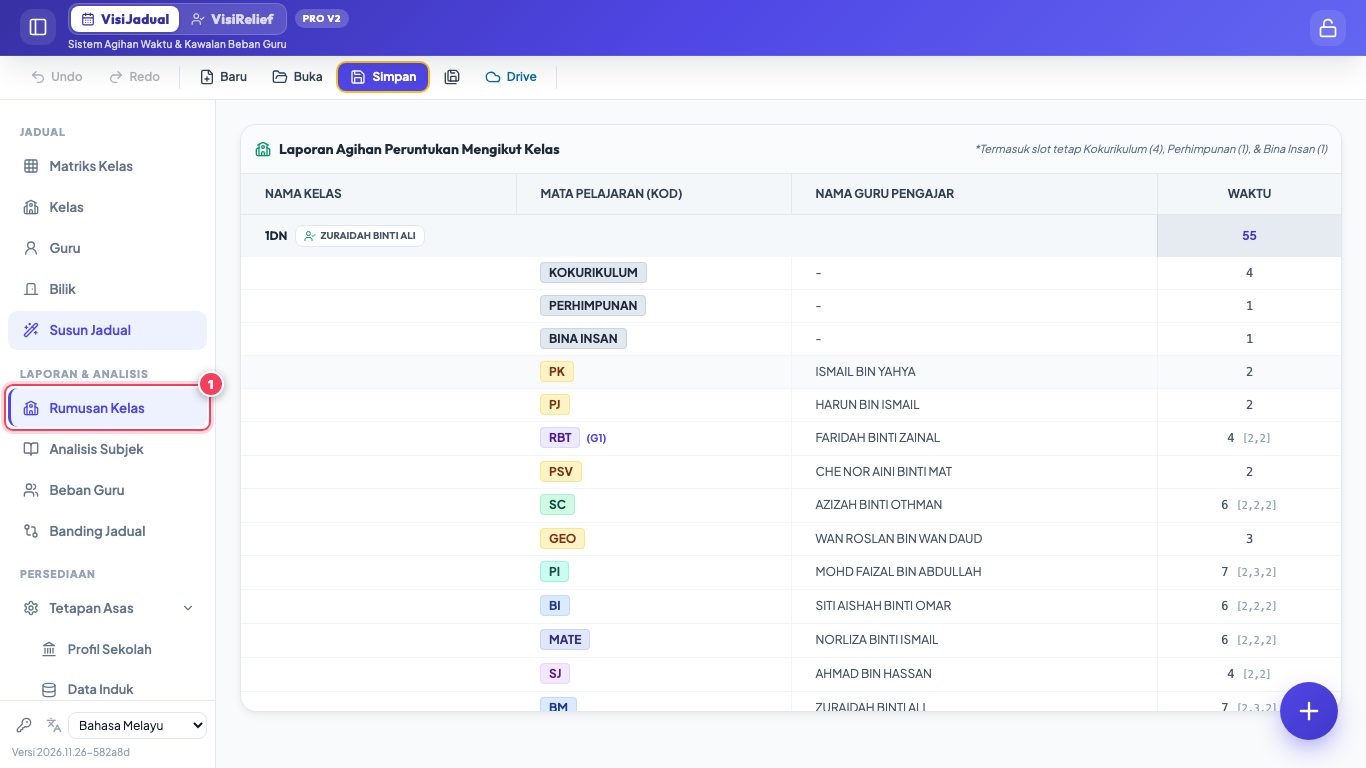 VisiJadual VisiRelief PRO V2
Sistem Agihan Waktu & Kawalan Beban Guru
Undo Redo Baru Buka Simpan Drive
JADUAL
Matriks Kelas
Kelas
Guru
Bilik
Susun Jadual
LAPORAN & ANALISIS
1
Rumusan Kelas
Analisis Subjek
Beban Guru
Banding Jadual
PERSEDIAAN
Tetapan Asas
Profil Sekolah
Data Induk
Bahasa Melayu
Versi 2026.11.26-582a8d
Laporan Agihan Peruntukan Mengikut Kelas *Termasuk slot tetap Kokurikulum (4), Perhimpunan (1), & Bina Insan (1)
NAMA KELAS MATA PELAJARAN (KOD) NAMA GURU PENGAJAR WAKTU
1DN ZURAIDAH BINTI ALI 55
KOKURIKULUM - 4
PERHIMPUNAN - 1
BINA INSAN - 1
PK ISMAIL BIN YAHYA 2
PJ HARUN BIN ISMAIL 2
RBT (G1) FARIDAH BINTI ZAINAL 4 [2,2]
PSV CHE NOR AINI BINTI MAT 2
SC AZIZAH BINTI OTHMAN 6 [2,2,2]
GEO WAN ROSLAN BIN WAN DAUD 3
PI MOHD FAIZAL BIN ABDULLAH 7 [2,3,2]
BI SITI AISHAH BINTI OMAR 6 [2,2,2]
MATE NORLIZA BINTI ISMAIL 6 [2,2,2]
SJ AHMAD BIN HASSAN 4 [2,2]
BM ZURAIDAH BINTI ALI 7 [2,3,2]